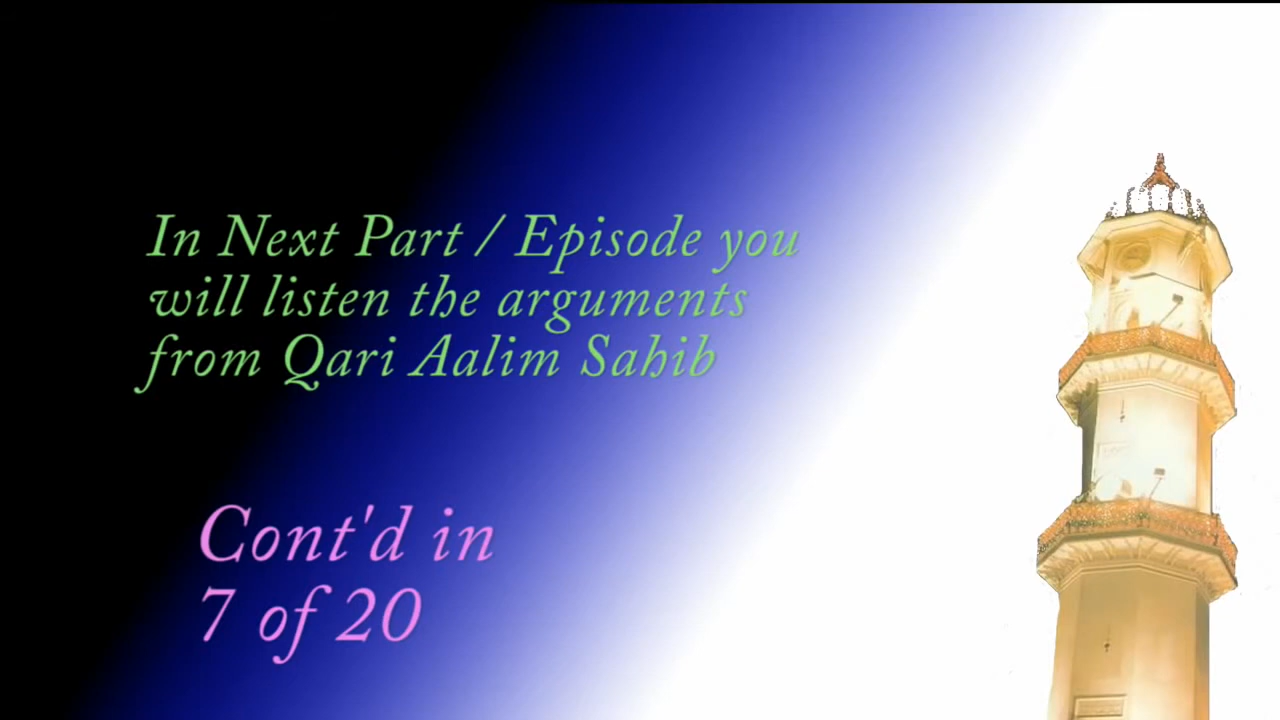 In Next Part / Episode you
will listen the arguments
from Qari Aalim Sahib
Cont'd in
7 of 20